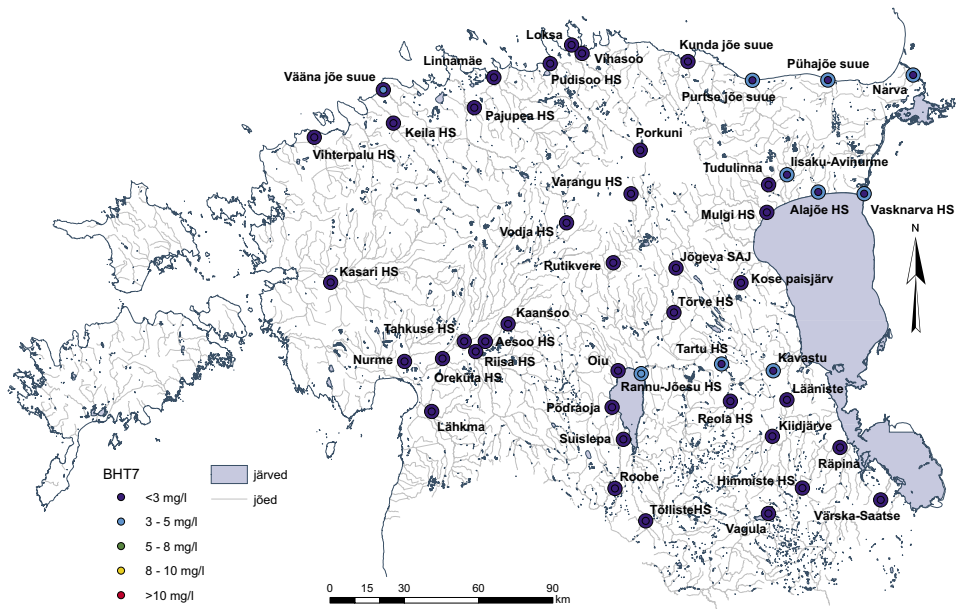 Loksa
Vihasoo
Kunda jõe suue
Linnamäe
Pudisoo HS
Pühajõe suue
Vääna jõe suue
Purtse jõe suue
Narva
Pajupea HS
Keila HS
Vihterpalu HS
Porkuni
Iisaku-Avinurme
Tudulinna
Varangu HS
Alajõe HS
Vasknarva HS
Mulgi HS
Vodja HS
N
Rutikvere
Jõgeva SAJ
Kasari HS
Kose paisjärv
Tõrve HS
Kaansoo
Tahkuse HS
Aesoo HS
Nurme
Riisa HS
Tartu HS
Kavastu
Oiu
Oreküla HS
Rannu-Jõesu HS
Lääniste
Põdraoja
Reola HS
Lähkma
Kiidjärve
Suislepa
Räpina
Roobe
Himmiste HS
TõllisteHS
Värska-Saatse
Vagula
BHT7
<3 mg/l
3 - 5 mg/l
5 - 8 mg/l
8 - 10 mg/l
>10 mg/l
järved
jõed
0 15 30 60 90
km